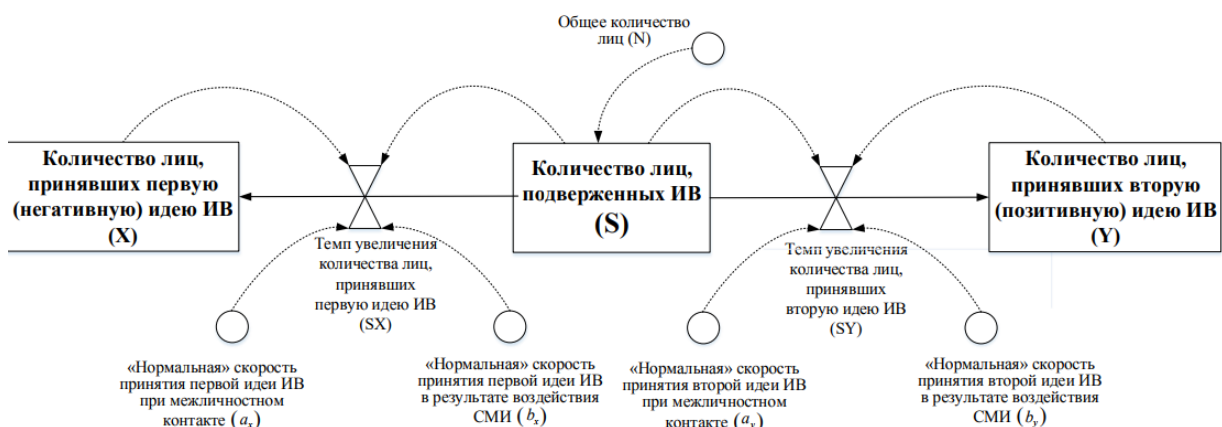 Общее количество
лиц (N)
Количество лиц,
принявших первую
(негативную) идею ИВ
(X)
Количество лиц,
подверженных ИВ
(S)
Количество лиц,
принявших вторую
(позитивную) идею ИВ
(Y)
Темп увеличения
количества лиц,
принявших
первую идею ИВ
(SX)
Темп увеличения
количества лиц,
принявших
вторую идею ИВ
(SY)
«Нормальная» скорость
принятия первой идеи ИВ
при межличностном
контакте (aₓ)
«Нормальная» скорость
принятия первой идеи ИВ
в результате воздействия
СМИ (bₓ)
«Нормальная» скорость
принятия второй идеи ИВ
при межличностном
контакте (a_y)
«Нормальная» скорость
принятия второй идеи ИВ
в результате воздействия
СМИ (b_y)